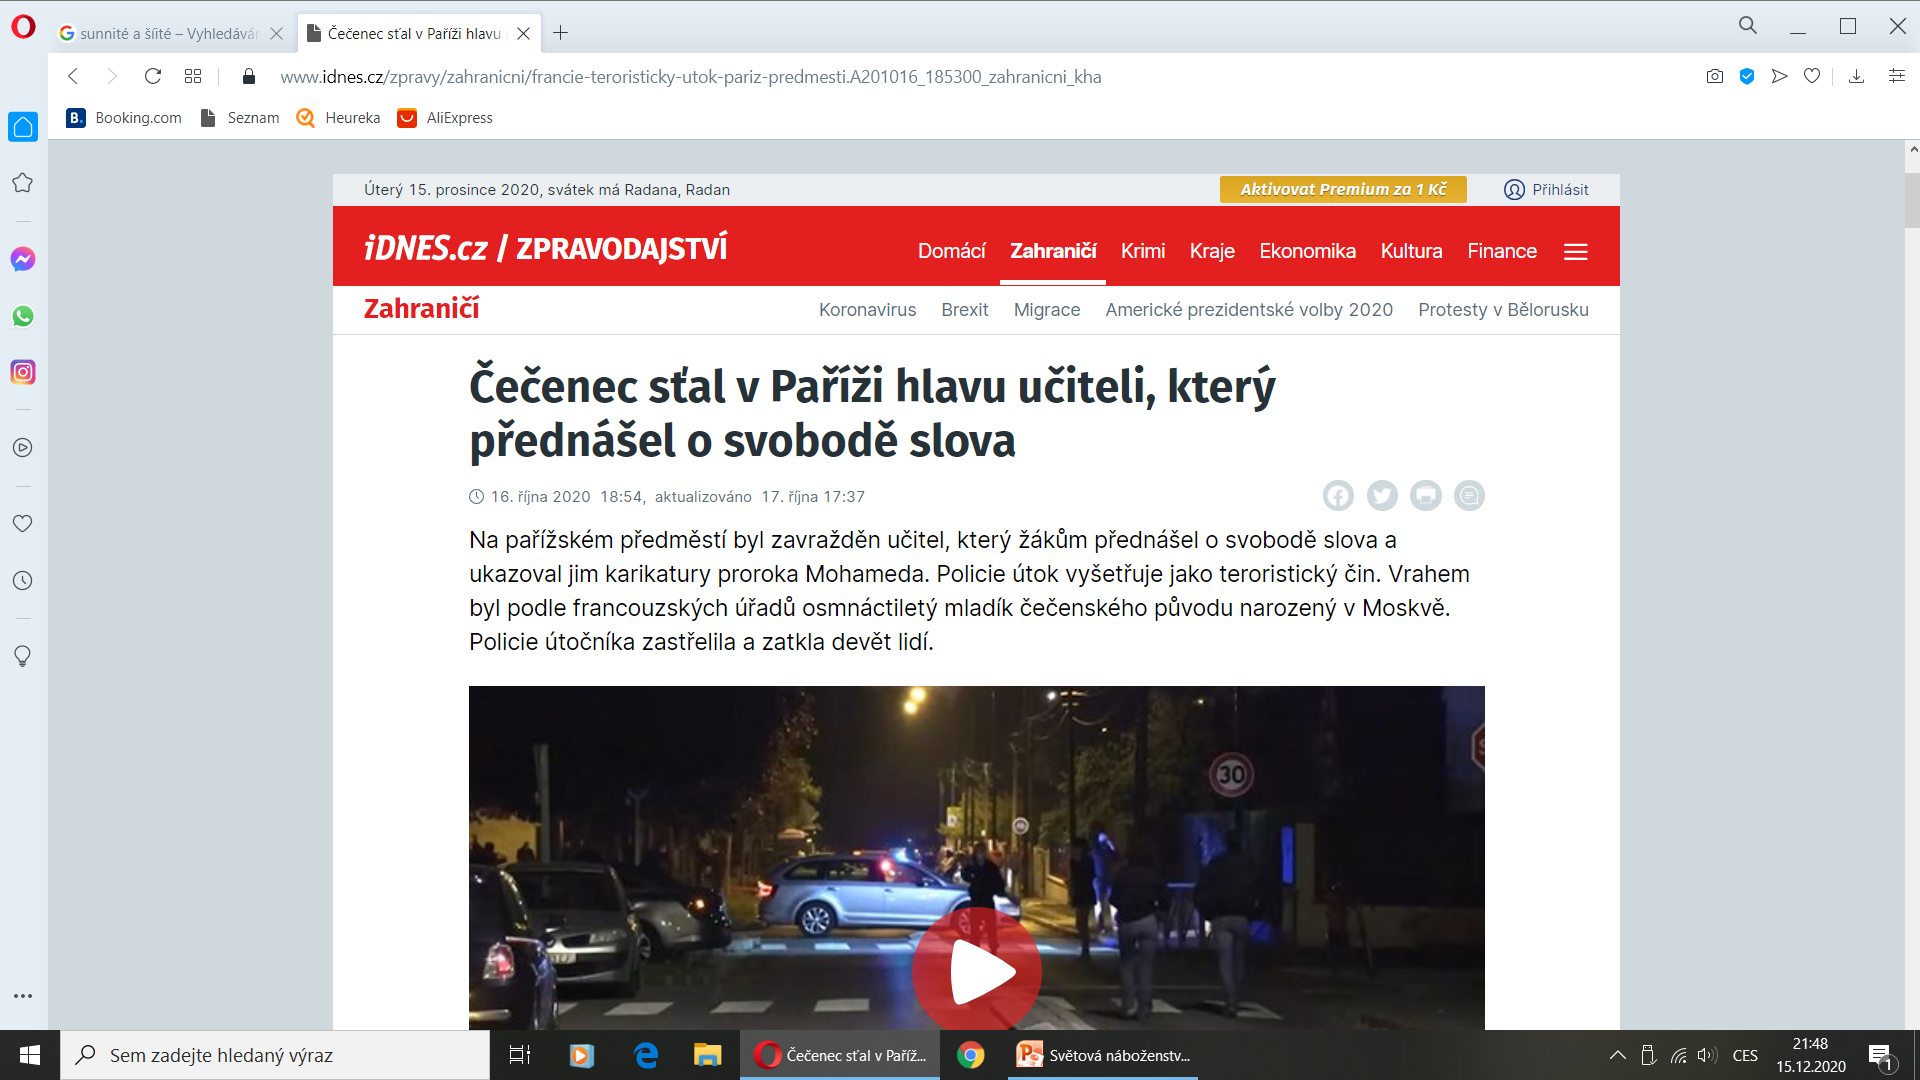 sunnité a šíité – Vyhledáván
Čečenec sťal v Paříži hlavu
www.idnes.cz/zpravy/zahranicni/francie-teroristicky-utok-pariz-predmesti.A201016_185300_zahranicni_kha
B. Booking.com Seznam Heureka AliExpress
Úterý 15. prosince 2020, svátek má Radana, Radan
Aktivovat Premium za 1 Kč
Přihlásit
iDNES.cz / ZPRAVODAJSTVÍ
Domácí Zahraničí Krimi Kraje Ekonomika Kultura Finance
Zahraničí
Koronavirus Brexit Migrace Americké prezidentské volby 2020 Protesty v Bělorusku
Čečenec sťal v Paříži hlavu učiteli, který
přednášel o svobodě slova
16. října 2020 18:54, aktualizováno 17. října 17:37
Na pařížském předměstí byl zavražděn učitel, který žákům přednášel o svobodě slova a
ukazoval jim karikatury proroka Mohameda. Policie útok vyšetřuje jako teroristický čin. Vrahem
byl podle francouzských úřadů osmnáctiletý mladík čečenského původu narozený v Moskvě.
Policie útočníka zastřelila a zatkla devět lidí.
30
Sem zadejte hledaný výraz
Čečenec sťal v Paříž...
Světová náboženstv...
CES
21:48
15.12.2020
1